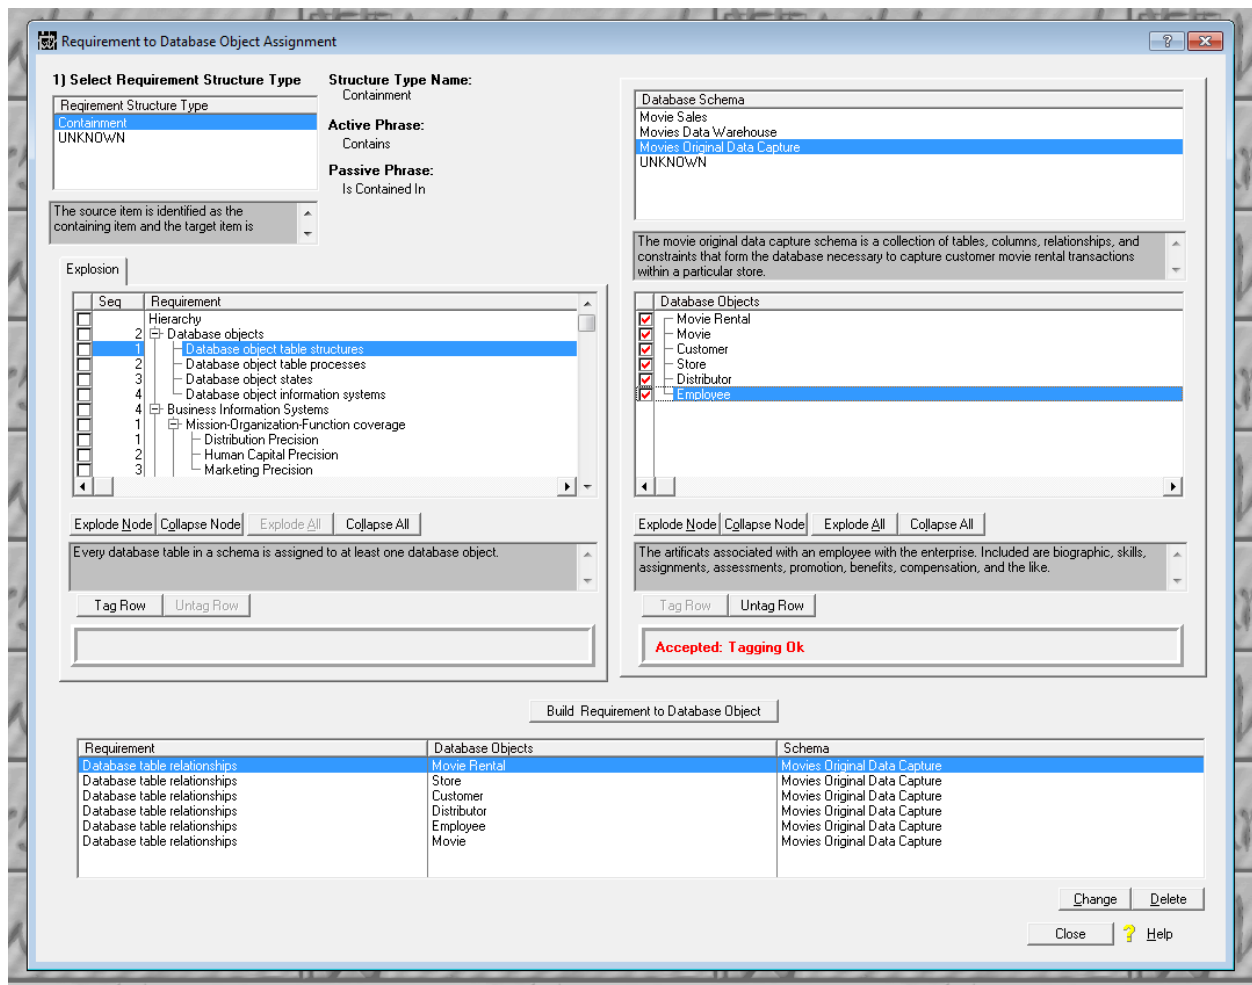 Requirement to Database Object Assignment
1) Select Requirement Structure Type
Reqirement Structure Type
Containment
UNKNOWN
The source item is identified as the
containing item and the target item is
Structure Type Name:
Containment
Active Phrase:
Contains
Passive Phrase:
Is Contained In
Explosion
Seq Requirement
Hierarchy
2 Database objects
1 Database object table structures
2 Database object table processes
3 Database object states
4 Database object information systems
4 Business Information Systems
1 Mission-Organization-Function coverage
1 Distribution Precision
2 Human Capital Precision
3 Marketing Precision
Explode Node Collapse Node Explode All Collapse All
Every database table in a schema is assigned to at least one database object.
Tag Row Untag Row
Database Schema
Movie Sales
Movies Data Warehouse
Movies Original Data Capture
UNKNOWN
The movie original data capture schema is a collection of tables, columns, relationships, and
constraints that form the database necessary to capture customer movie rental transactions
within a particular store.
Database Objects
Movie Rental
Movie
Customer
Store
Distributor
Employee
Explode Node Collapse Node Explode All Collapse All
The artificats associated with an employee with the enterprise. Included are biographic, skills,
assignments, assessments, promotion, benefits, compensation, and the like.
Tag Row Untag Row
Accepted: Tagging Ok
Build Requirement to Database Object
Requirement Database Objects Schema
Database table relationships Movie Rental Movies Original Data Capture
Database table relationships Store Movies Original Data Capture
Database table relationships Customer Movies Original Data Capture
Database table relationships Distributor Movies Original Data Capture
Database table relationships Employee Movies Original Data Capture
Database table relationships Movie Movies Original Data Capture
Change Delete
Close ? Help